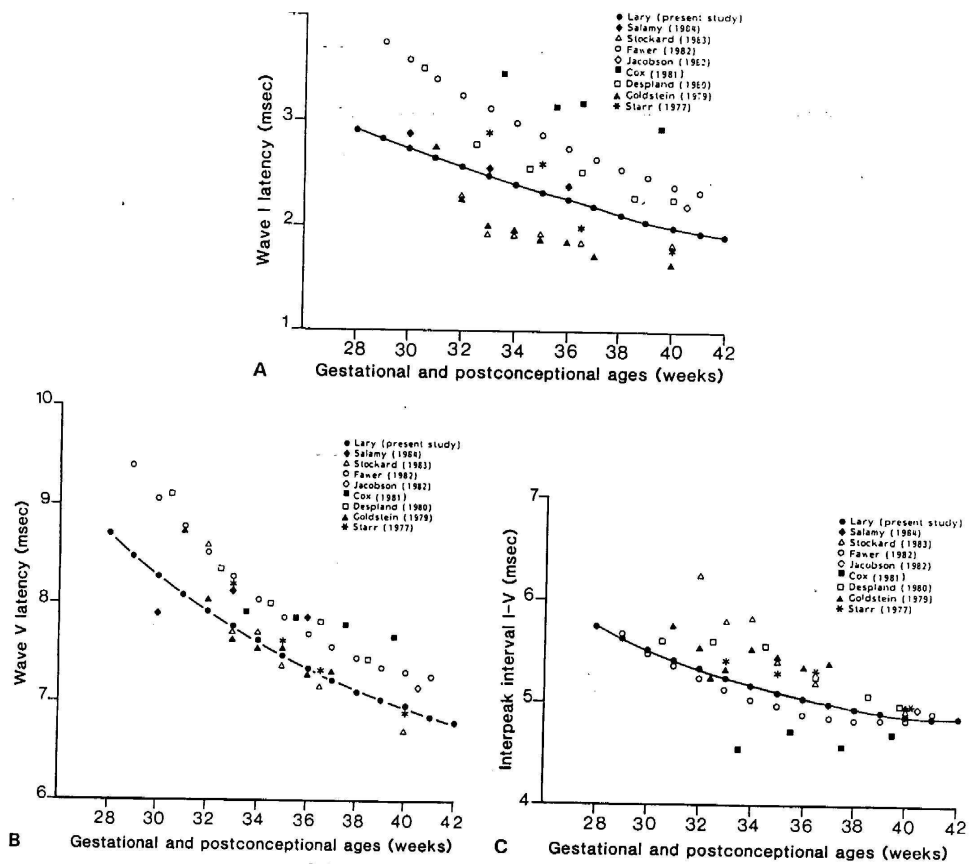 Wave I latency (msec)
3
2
1
28 30 32 34 36 38 40 42
Gestational and postconceptional ages (weeks)
A
Lary (present study)
Salamy (1984)
Stockard (1983)
Fawer (1982)
Jacobson (1982)
Cox (1981)
Despland (1980)
Goldstein (1979)
Starr (1977)
Wave V latency (msec)
10
9
8
7
6
28 30 32 34 36 38 40 42
B Gestational and postconceptional ages (weeks)
Lary (present study)
Salamy (1984)
Stockard (1983)
Fawer (1982)
Jacobson (1982)
Cox (1981)
Despland (1980)
Goldstein (1979)
Starr (1977)
Interpeak interval I-V (msec)
7
6
5
4
28 30 32 34 36 38 40 42
C Gestational and postconceptional ages (weeks)
Lary (present study)
Salamy (1984)
Stockard (1983)
Fawer (1982)
Jacobson (1982)
Cox (1981)
Despland (1980)
Goldstein (1979)
Starr (1977)